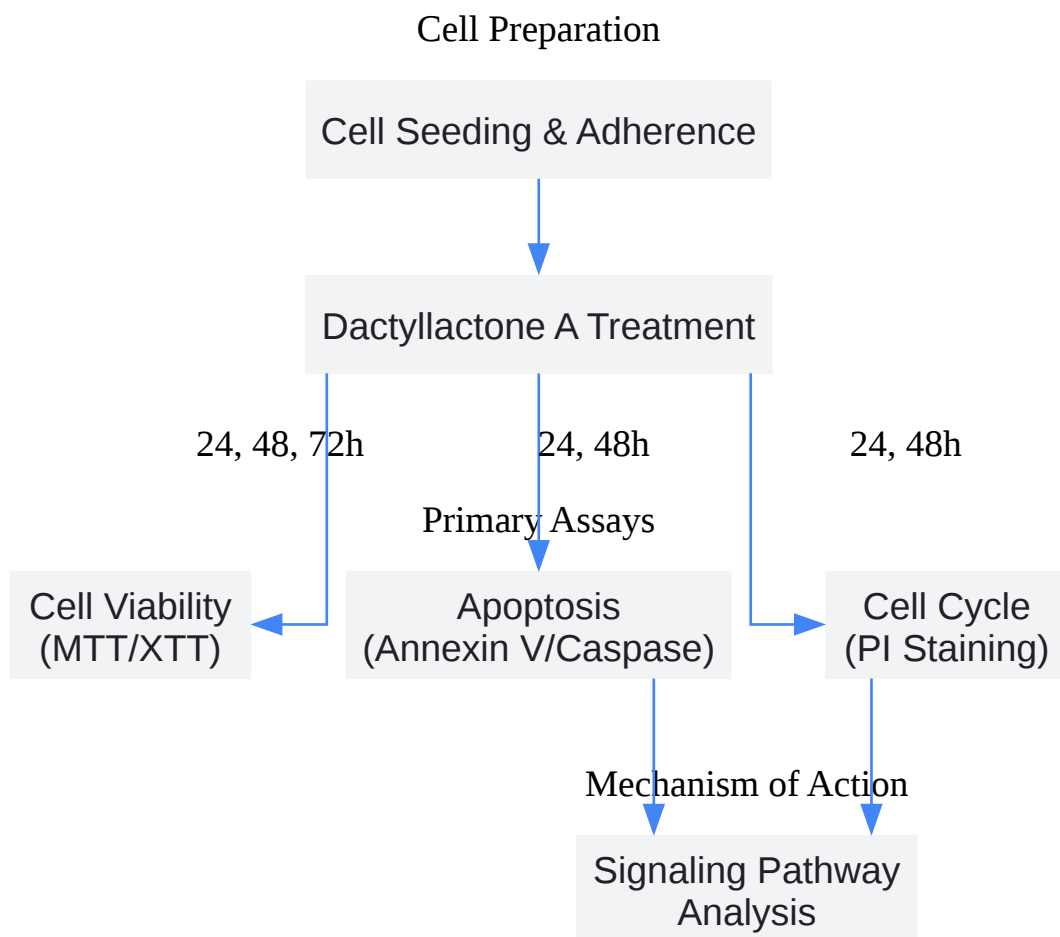 Cell Preparation
Cell Seeding & Adherence
Dactyllactone A Treatment
24, 48, 72h
24, 48h
24, 48h
Primary Assays
Cell Viability
(MTT/XTT)
Apoptosis
(Annexin V/Caspase)
Cell Cycle
(PI Staining)
Mechanism of Action
Signaling Pathway
Analysis